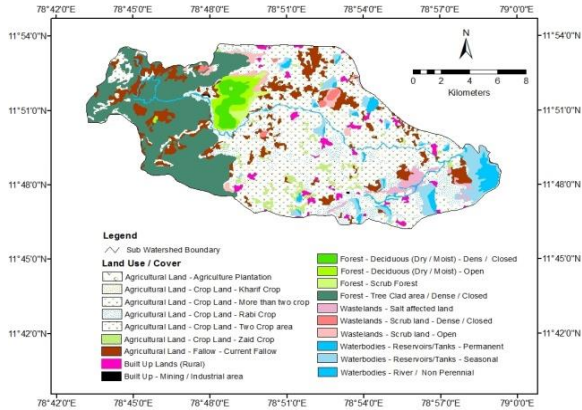 78°42'0"E 78°45'0"E 78°48'0"E 78°51'0"E 78°54'0"E 78°57'0"E 79°0'0"E
11°54'0"N 11°54'0"N
N
0 2 4 6 8
Kilometers
11°51'0"N 11°51'0"N
11°48'0"N 11°48'0"N
Legend
Sub Watershed Boundary
Land Use / Cover
Agricultural Land - Agriculture Plantation
Agricultural Land - Crop Land - Kharif Crop
Agricultural Land - Crop Land - More than two crop
Agricultural Land - Crop Land - Rabi Crop
Agricultural Land - Crop Land - Two Crop area
Agricultural Land - Crop Land - Zaid Crop
Agricultural Land - Fallow - Current Fallow
Built Up Lands (Rural)
Built Up - Mining / Industrial area
Forest - Deciduous (Dry / Moist) - Dens / Closed
Forest - Deciduous (Dry / Moist) - Open
Forest - Scrub Forest
Forest - Tree Clad area / Dense / Closed
Wastelands - Salt affected land
Wastelands - Scrub land - Dense / Closed
Wastelands - Scrub land - Open
Waterbodies - Reservoirs/Tanks - Permanent
Waterbodies - Reservoirs/Tanks - Seasonal
Waterbodies - River / Non Perennial
11°45'0"N 11°45'0"N
11°42'0"N 11°42'0"N
78°42'0"E 78°45'0"E 78°48'0"E 78°51'0"E 78°54'0"E 78°57'0"E 79°0'0"E